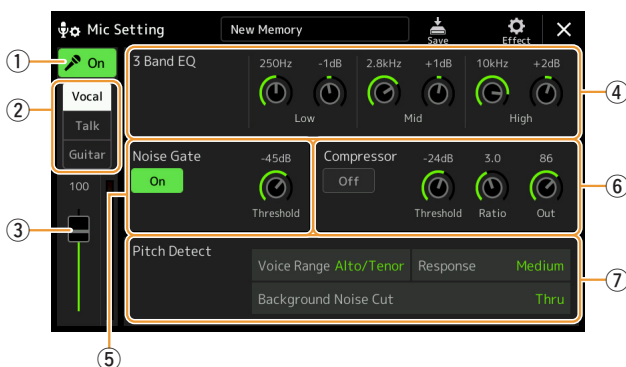 Mic Setting
New Memory
Save
Effect
① On
② Vocal
Talk
Guitar
100
③
3 Band EQ
250Hz -1dB 2.8kHz +1dB 10kHz +2dB
Low Mid High
④
Noise Gate
On
-45dB
Threshold
⑤
Compressor
Off
-24dB 3.0 86
Threshold Ratio Out
⑥
Pitch Detect
Voice Range Alto/Tenor Response Medium
Background Noise Cut Thru
⑦